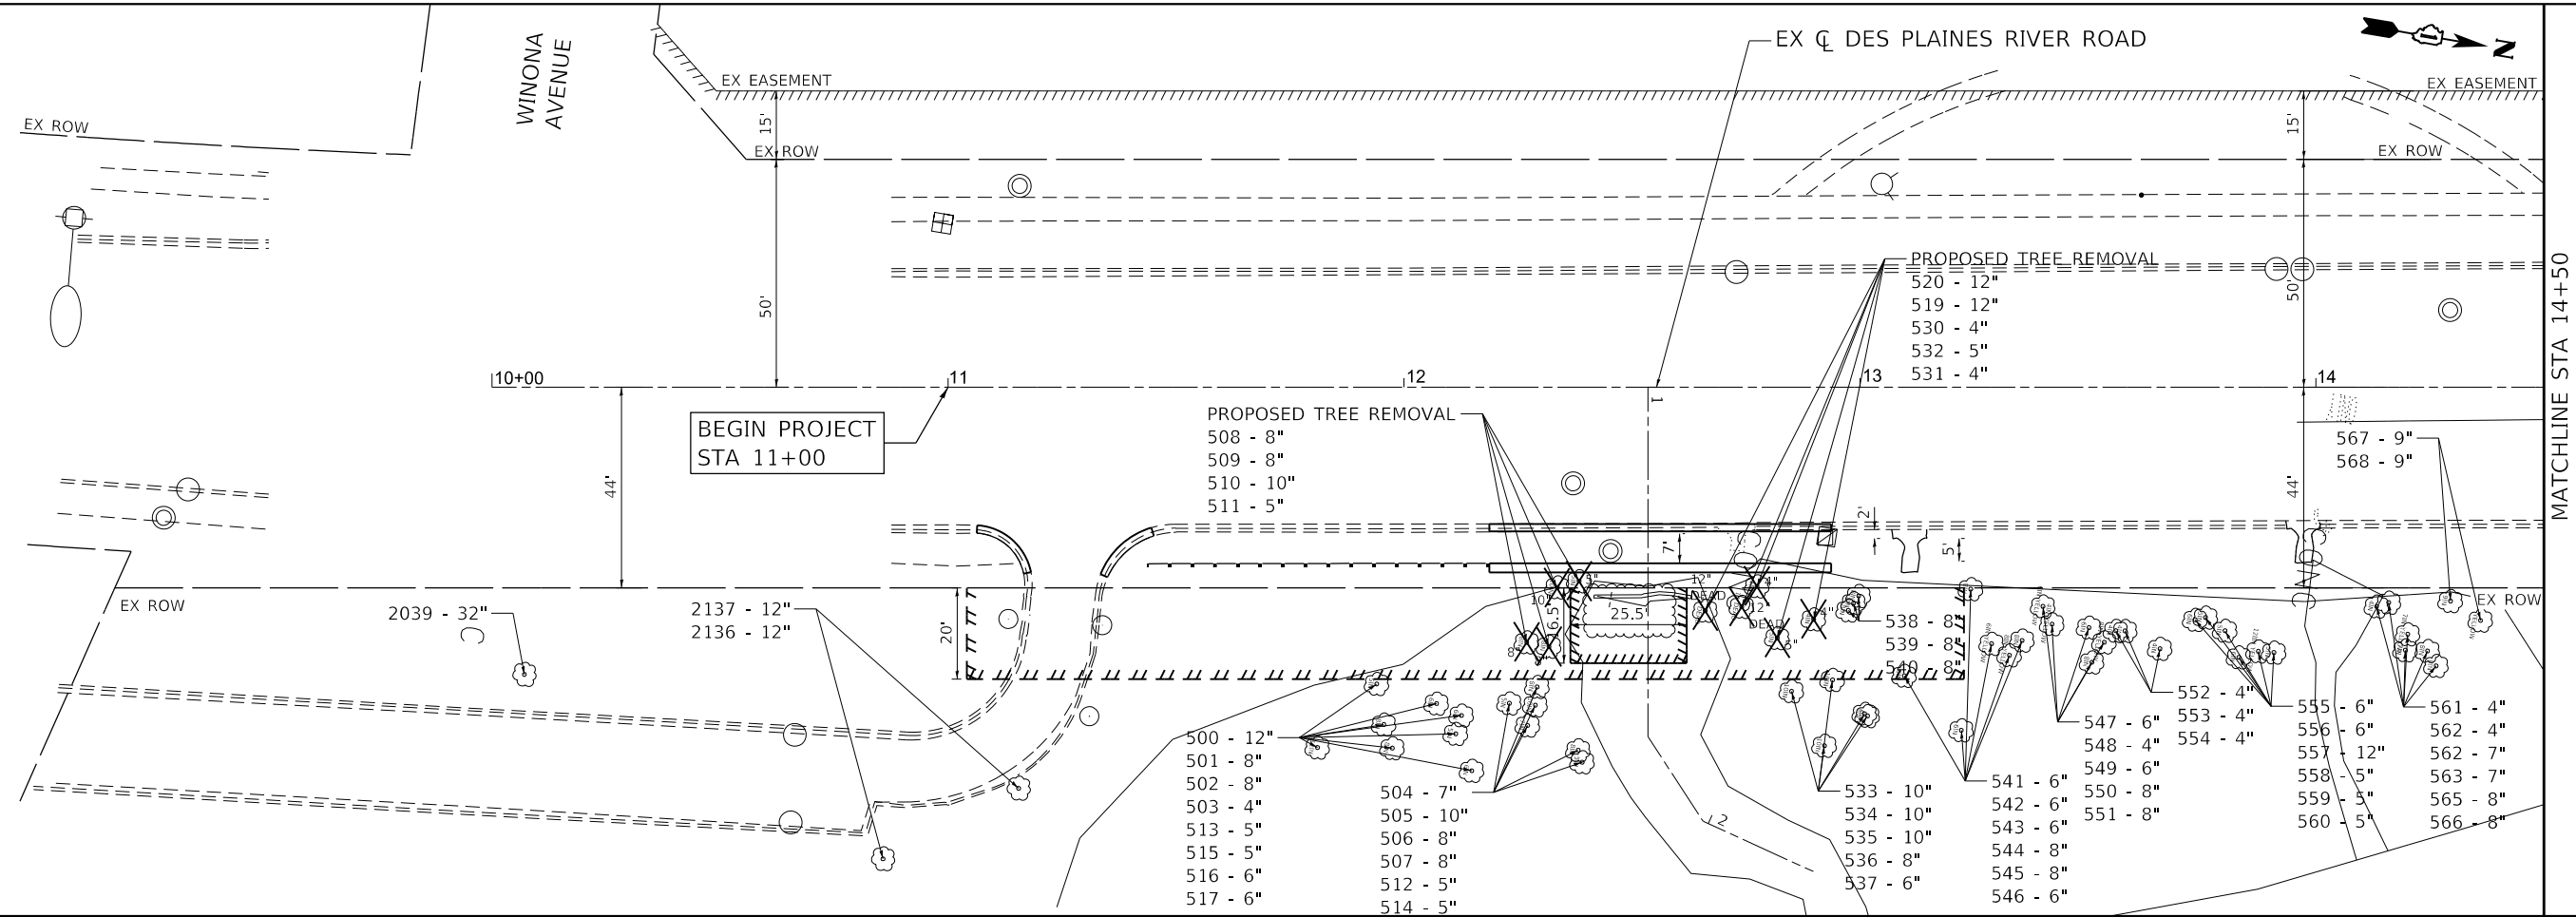 WINONA
AVENUE
EX ROW
EX EASEMENT
EX ROW
15'
50'
EX ℄ DES PLAINES RIVER ROAD
N
EX EASEMENT
15'
EX ROW
50'
MATCHLINE STA 14+50
10+00
11
12
13
14
1
BEGIN PROJECT
STA 11+00
44'
PROPOSED TREE REMOVAL
508 - 8"
509 - 8"
510 - 10"
511 - 5"
PROPOSED TREE REMOVAL
520 - 12"
519 - 12"
530 - 4"
532 - 5"
531 - 4"
567 - 9"
568 - 9"
44'
2'
7'
5'
EX ROW
2039 - 32"
2137 - 12"
2136 - 12"
20'
25.5'
12"
DEAD
12
DEAD
4"
4"
538 - 8"
539 - 8"
540 - 8"
EX ROW
500 - 12"
501 - 8"
502 - 8"
503 - 4"
513 - 5"
515 - 5"
516 - 6"
517 - 6"
504 - 7"
505 - 10"
506 - 8"
507 - 8"
512 - 5"
514 - 5"
2
533 - 10"
534 - 10"
535 - 10"
536 - 8"
537 - 6"
541 - 6"
542 - 6"
543 - 6"
544 - 8"
545 - 8"
546 - 6"
547 - 6"
548 - 4"
549 - 6"
550 - 8"
551 - 8"
552 - 4"
553 - 4"
554 - 4"
555 - 6"
556 - 6"
557 - 12"
558 - 5"
559 - 5"
560 - 5"
561 - 4"
562 - 4"
562 - 7"
563 - 7"
565 - 8"
566 - 8"